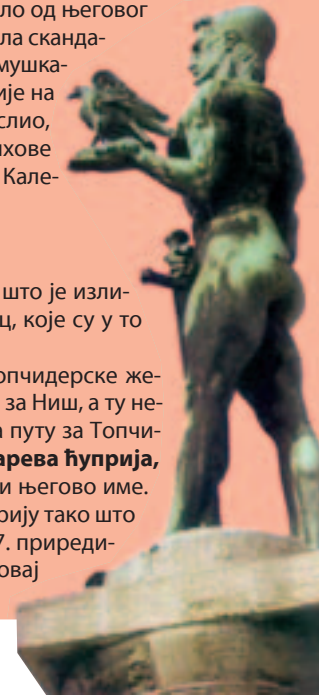 ло од његовог
ла сканда-
мушка-
ије на
слио,
хове
Кале-
што је изли-
ц, које су у то
опчидерске же-
за Ниш, а ту не-
а путу за Топчи-
арева ћуприја,
и његово име.
рију тако што
7. приреди-
овај